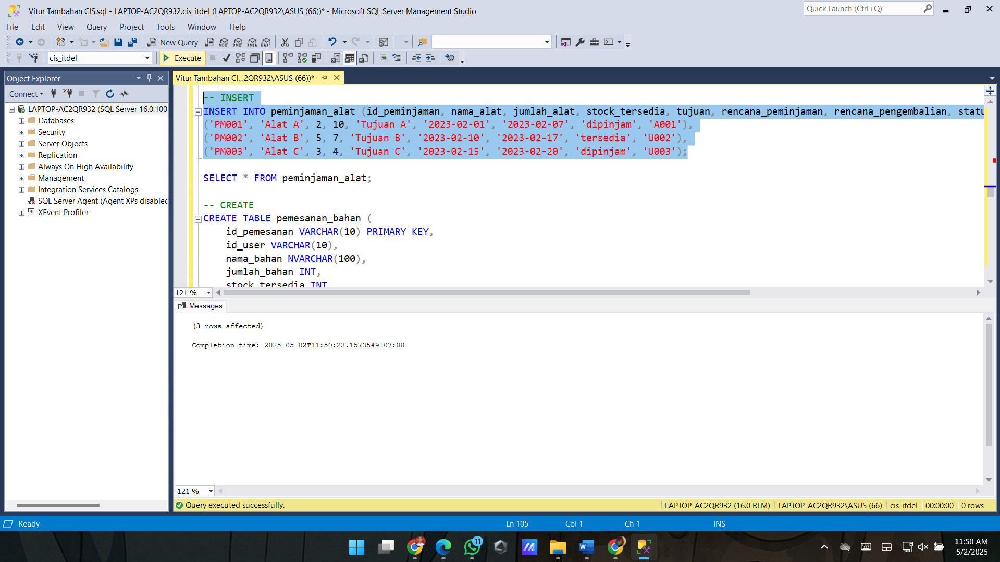 Vitur Tambahan CIS.sql - LAPTOP-AC2QR932.cis_itdel (LAPTOP-AC2QR932\ASUS (66))* - Microsoft SQL Server Management Studio
Quick Launch (Ctrl+Q)
File Edit View Query Project Tools Window Help
New Query
MDX DMX XMLA DAX
cis_itdel
Execute
Object Explorer
Vitur Tambahan CI...2QR932\ASUS (66))*
Connect
LAPTOP-AC2QR932 (SQL Server 16.0.100
Databases
Security
Server Objects
Replication
Always On High Availability
Management
Integration Services Catalogs
SQL Server Agent (Agent XPs disabled
XEvent Profiler
-- INSERT
INSERT INTO peminjaman_alat (id_peminjaman, nama_alat, jumlah_alat, stock_tersedia, tujuan, rencana_peminjaman, rencana_pengembalian, statu
('PM001', 'Alat A', 2, 10, 'Tujuan A', '2023-02-01', '2023-02-07', 'dipinjam', 'A001'),
('PM002', 'Alat B', 5, 7, 'Tujuan B', '2023-02-10', '2023-02-17', 'tersedia', 'U002'),
('PM003', 'Alat C', 3, 4, 'Tujuan C', '2023-02-15', '2023-02-20', 'dipinjam', 'U003');
SELECT * FROM peminjaman_alat;
-- CREATE
CREATE TABLE pemesanan_bahan (
id_pemesanan VARCHAR(10) PRIMARY KEY,
id_user VARCHAR(10),
nama_bahan NVARCHAR(100),
jumlah_bahan INT,
stock_tersedia INT
121 %
Messages
(3 rows affected)
Completion time: 2025-05-02T11:50:23.1573549+07:00
121 %
Query executed successfully.
LAPTOP-AC2QR932 (16.0 RTM) LAPTOP-AC2QR932\ASUS (66) cis_itdel 00:00:00 0 rows
Ready
Ln 105 Col 1 Ch 1 INS
11
11:50 AM
5/2/2025